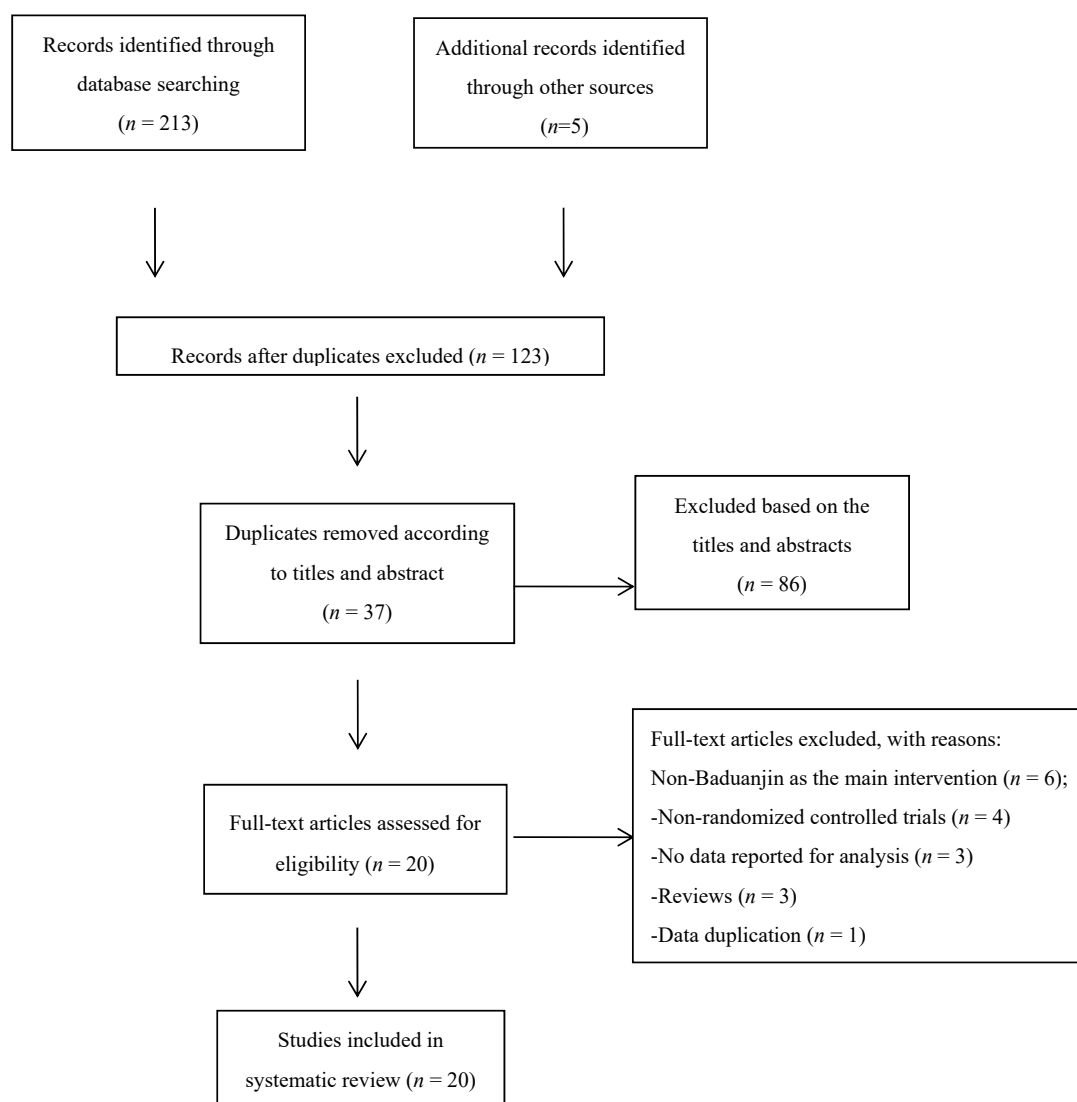 Records identified through
database searching
(n = 213)
Additional records identified
through other sources
(n=5)
Records after duplicates excluded (n = 123)
Duplicates removed according
to titles and abstract
(n = 37)
Excluded based on the
titles and abstracts
(n = 86)
Full-text articles assessed for
eligibility (n = 20)
Full-text articles excluded, with reasons:
Non-Baduanjin as the main intervention (n = 6);
-Non-randomized controlled trials (n = 4)
-No data reported for analysis (n = 3)
-Reviews (n = 3)
-Data duplication (n = 1)
Studies included in
systematic review (n = 20)